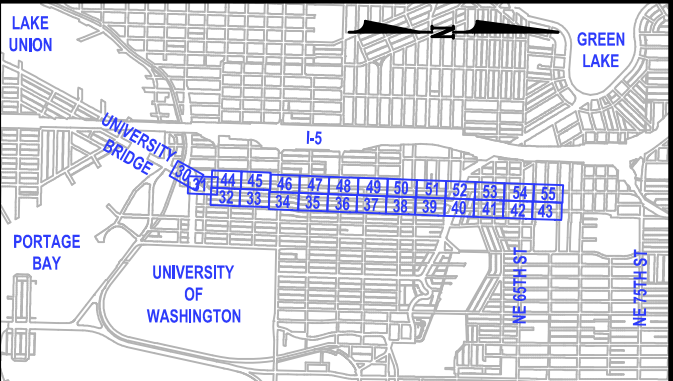 LAKE
UNION
N
GREEN
LAKE
UNIVERSITY
BRIDGE
I-5
30
44 45 46 47 48 49 50 51 52 53 54 55
32 33 34 35 36 37 38 39 40 41 42 43
PORTAGE
BAY
UNIVERSITY
OF
WASHINGTON
NE 65TH ST
NE 75TH ST